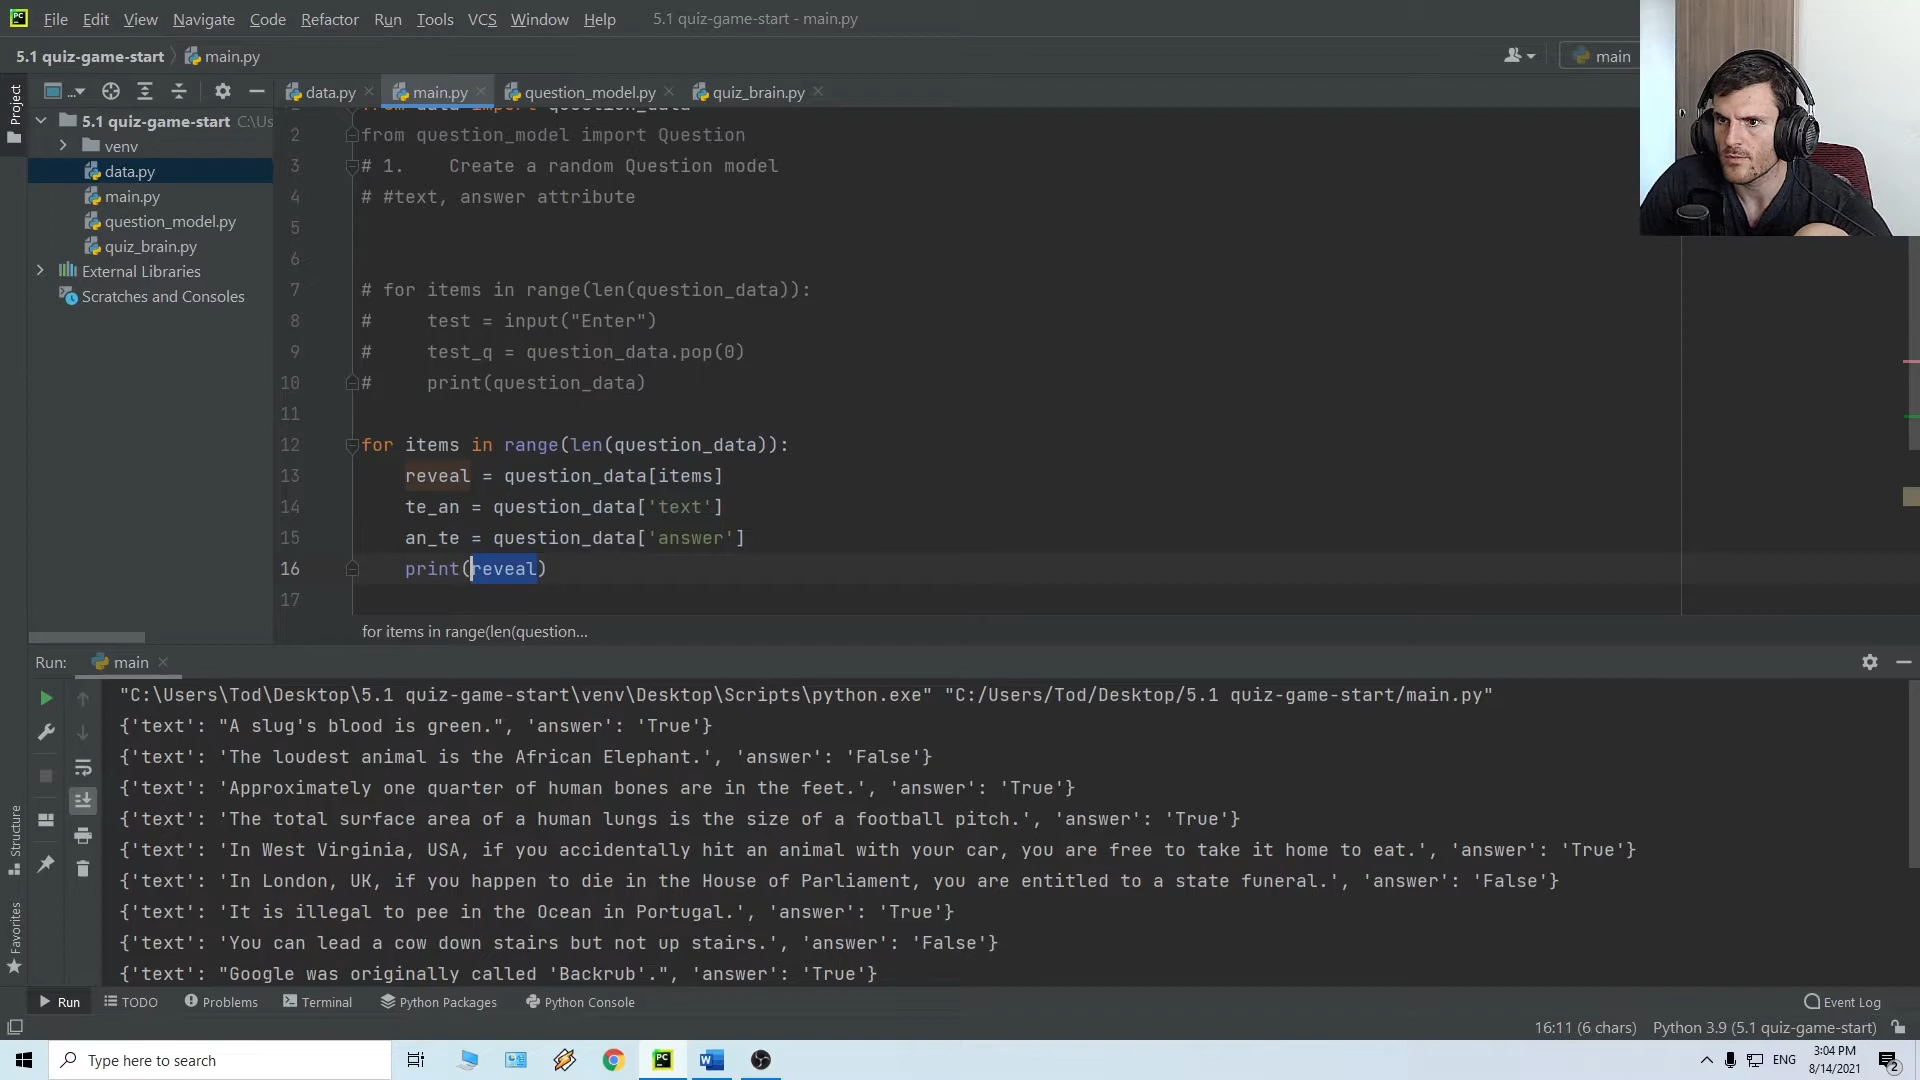 File Edit View Navigate Code Refactor Run Tools VCS Window Help 5.1 quiz-game-start - main.py
5.1 quiz-game-start main.py main
Project
... data.py main.py question_model.py quiz_brain.py
5.1 quiz-game-start C:\Us
venv
data.py
main.py
question_model.py
quiz_brain.py
External Libraries
Scratches and Consoles
1 from data import question_data
2 from question_model import Question
3 # 1. Create a random Question model
4 # #text, answer attribute
5
6
7 # for items in range(len(question_data)):
8 # test = input("Enter")
9 # test_q = question_data.pop(0)
10 # print(question_data)
11
12 for items in range(len(question_data)):
13 reveal = question_data[items]
14 te_an = question_data['text']
15 an_te = question_data['answer']
16 print(reveal)
17
for items in range(len(question...
Run: main
"C:\Users\Tod\Desktop\5.1 quiz-game-start\venv\Desktop\Scripts\python.exe" "C:/Users/Tod/Desktop/5.1 quiz-game-start/main.py"
{'text': "A slug's blood is green.", 'answer': 'True'}
{'text': 'The loudest animal is the African Elephant.', 'answer': 'False'}
{'text': 'Approximately one quarter of human bones are in the feet.', 'answer': 'True'}
{'text': 'The total surface area of a human lungs is the size of a football pitch.', 'answer': 'True'}
{'text': 'In West Virginia, USA, if you accidentally hit an animal with your car, you are free to take it home to eat.', 'answer': 'True'}
{'text': 'In London, UK, if you happen to die in the House of Parliament, you are entitled to a state funeral.', 'answer': 'False'}
{'text': 'It is illegal to pee in the Ocean in Portugal.', 'answer': 'True'}
{'text': 'You can lead a cow down stairs but not up stairs.', 'answer': 'False'}
{'text': "Google was originally called 'Backrub'.", 'answer': 'True'}
Structure
Favorites
Run TODO Problems Terminal Python Packages Python Console Event Log
16:11 (6 chars) Python 3.9 (5.1 quiz-game-start)
Type here to search
ENG
3:04 PM
8/14/2021
2